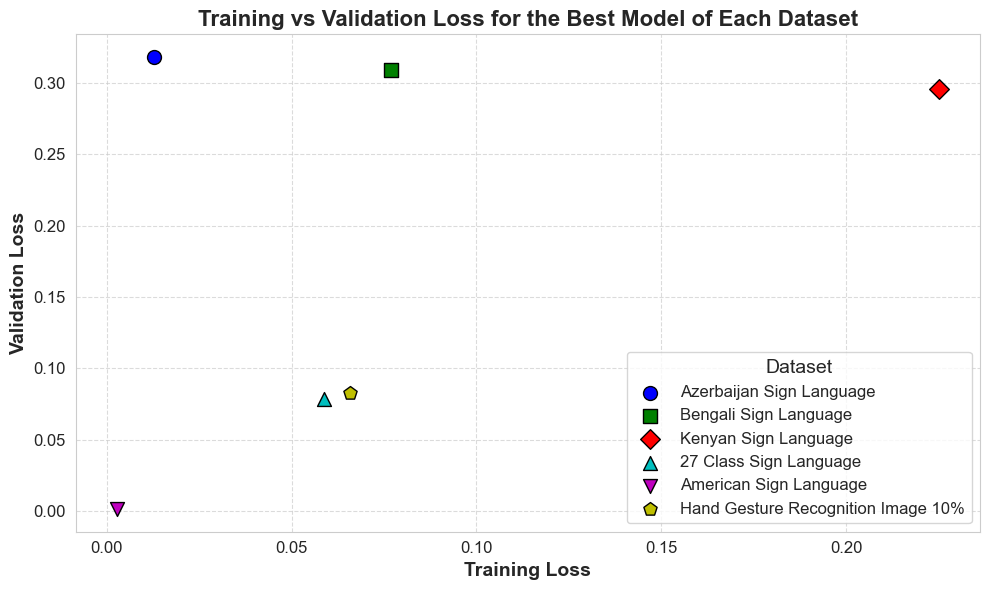 Training vs Validation Loss for the Best Model of Each Dataset
Validation Loss
0.30
0.25
0.20
0.15
0.10
0.05
0.00
0.00 0.05 0.10 0.15 0.20
Training Loss
Dataset
Azerbaijan Sign Language
Bengali Sign Language
Kenyan Sign Language
27 Class Sign Language
American Sign Language
Hand Gesture Recognition Image 10%